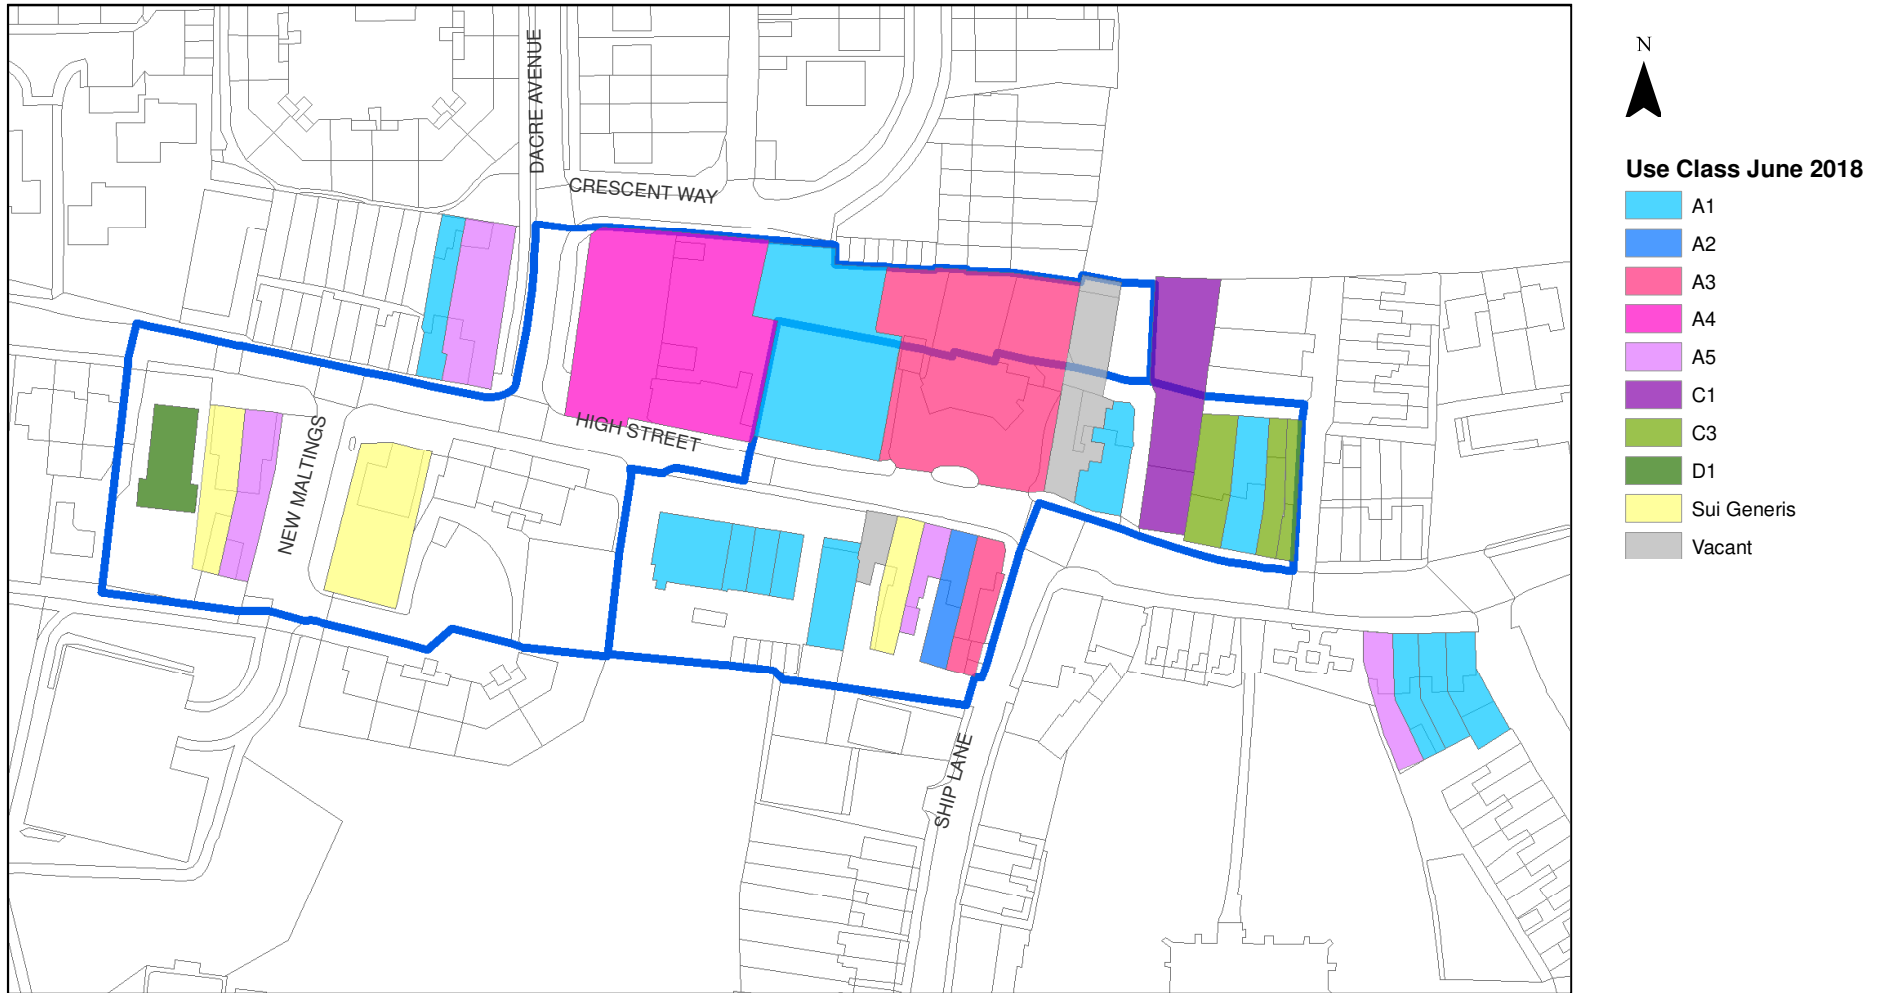 DACRE AVENUE
CRESCENT WAY
HIGH STREET
NEW MALTINGS
SHIP LANE
N
Use Class June 2018
A1
A2
A3
A4
A5
C1
C3
D1
Sui Generis
Vacant